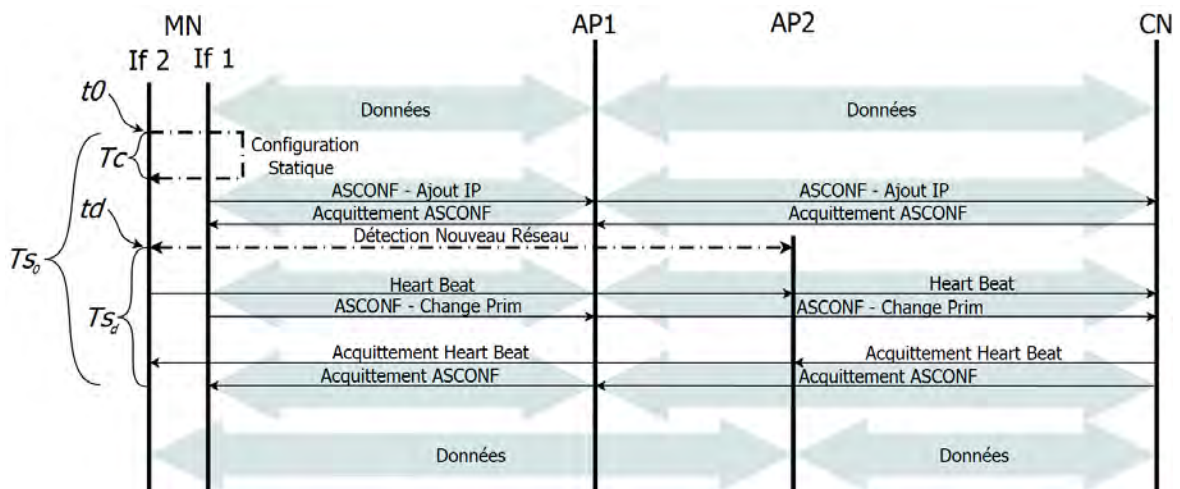 MN
AP1
AP2
CN
If 2
If 1
t0
Données
Données
Tc
Configuration
Statique
ASCONF - Ajout IP
ASCONF - Ajout IP
Acquittement ASCONF
Acquittement ASCONF
td
Détection Nouveau Réseau
Ts0
Heart Beat
Heart Beat
ASCONF - Change Prim
ASCONF - Change Prim
Tsd
Acquittement Heart Beat
Acquittement Heart Beat
Acquittement ASCONF
Acquittement ASCONF
Données
Données